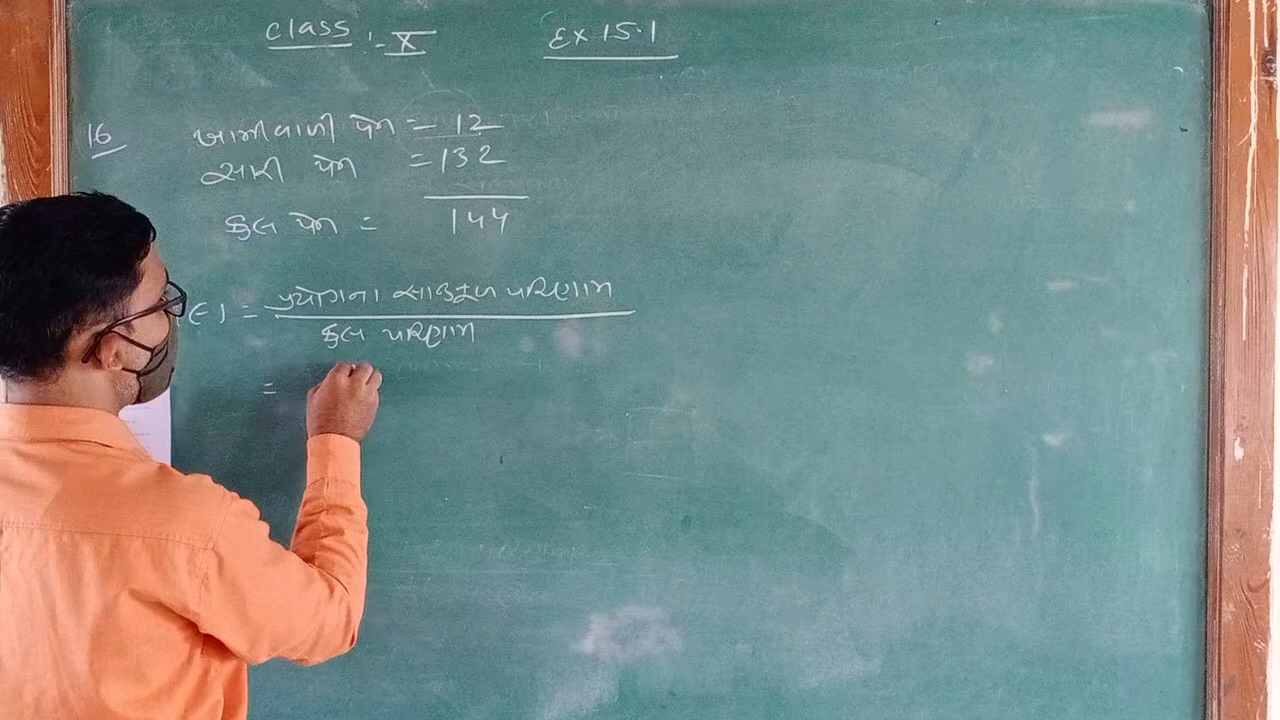 Class :- X Ex 15.1
16 ખામીવાળી પેન = 12
સારી પેન = 132
કુલ પેન = 144
(E) = પ્રયોગના સાનુકૂળ પરિણામ
કુલ પરિણામ
=